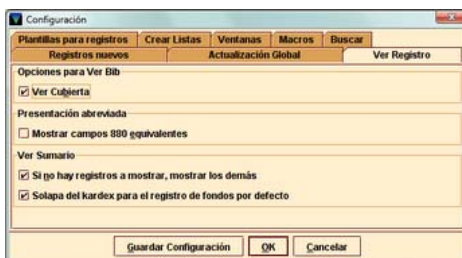 Configuración
Plantillas para registros Crear Listas Ventanas Macros Buscar
Registros nuevos Actualización Global Ver Registro
Opciones para Ver Bib
Ver Cubierta
Presentación abreviada
Mostrar campos 880 equivalentes
Ver Sumario
Si no hay registros a mostrar, mostrar los demás
Solapa del kardex para el registro de fondos por defecto
Guardar Configuración OK Cancelar